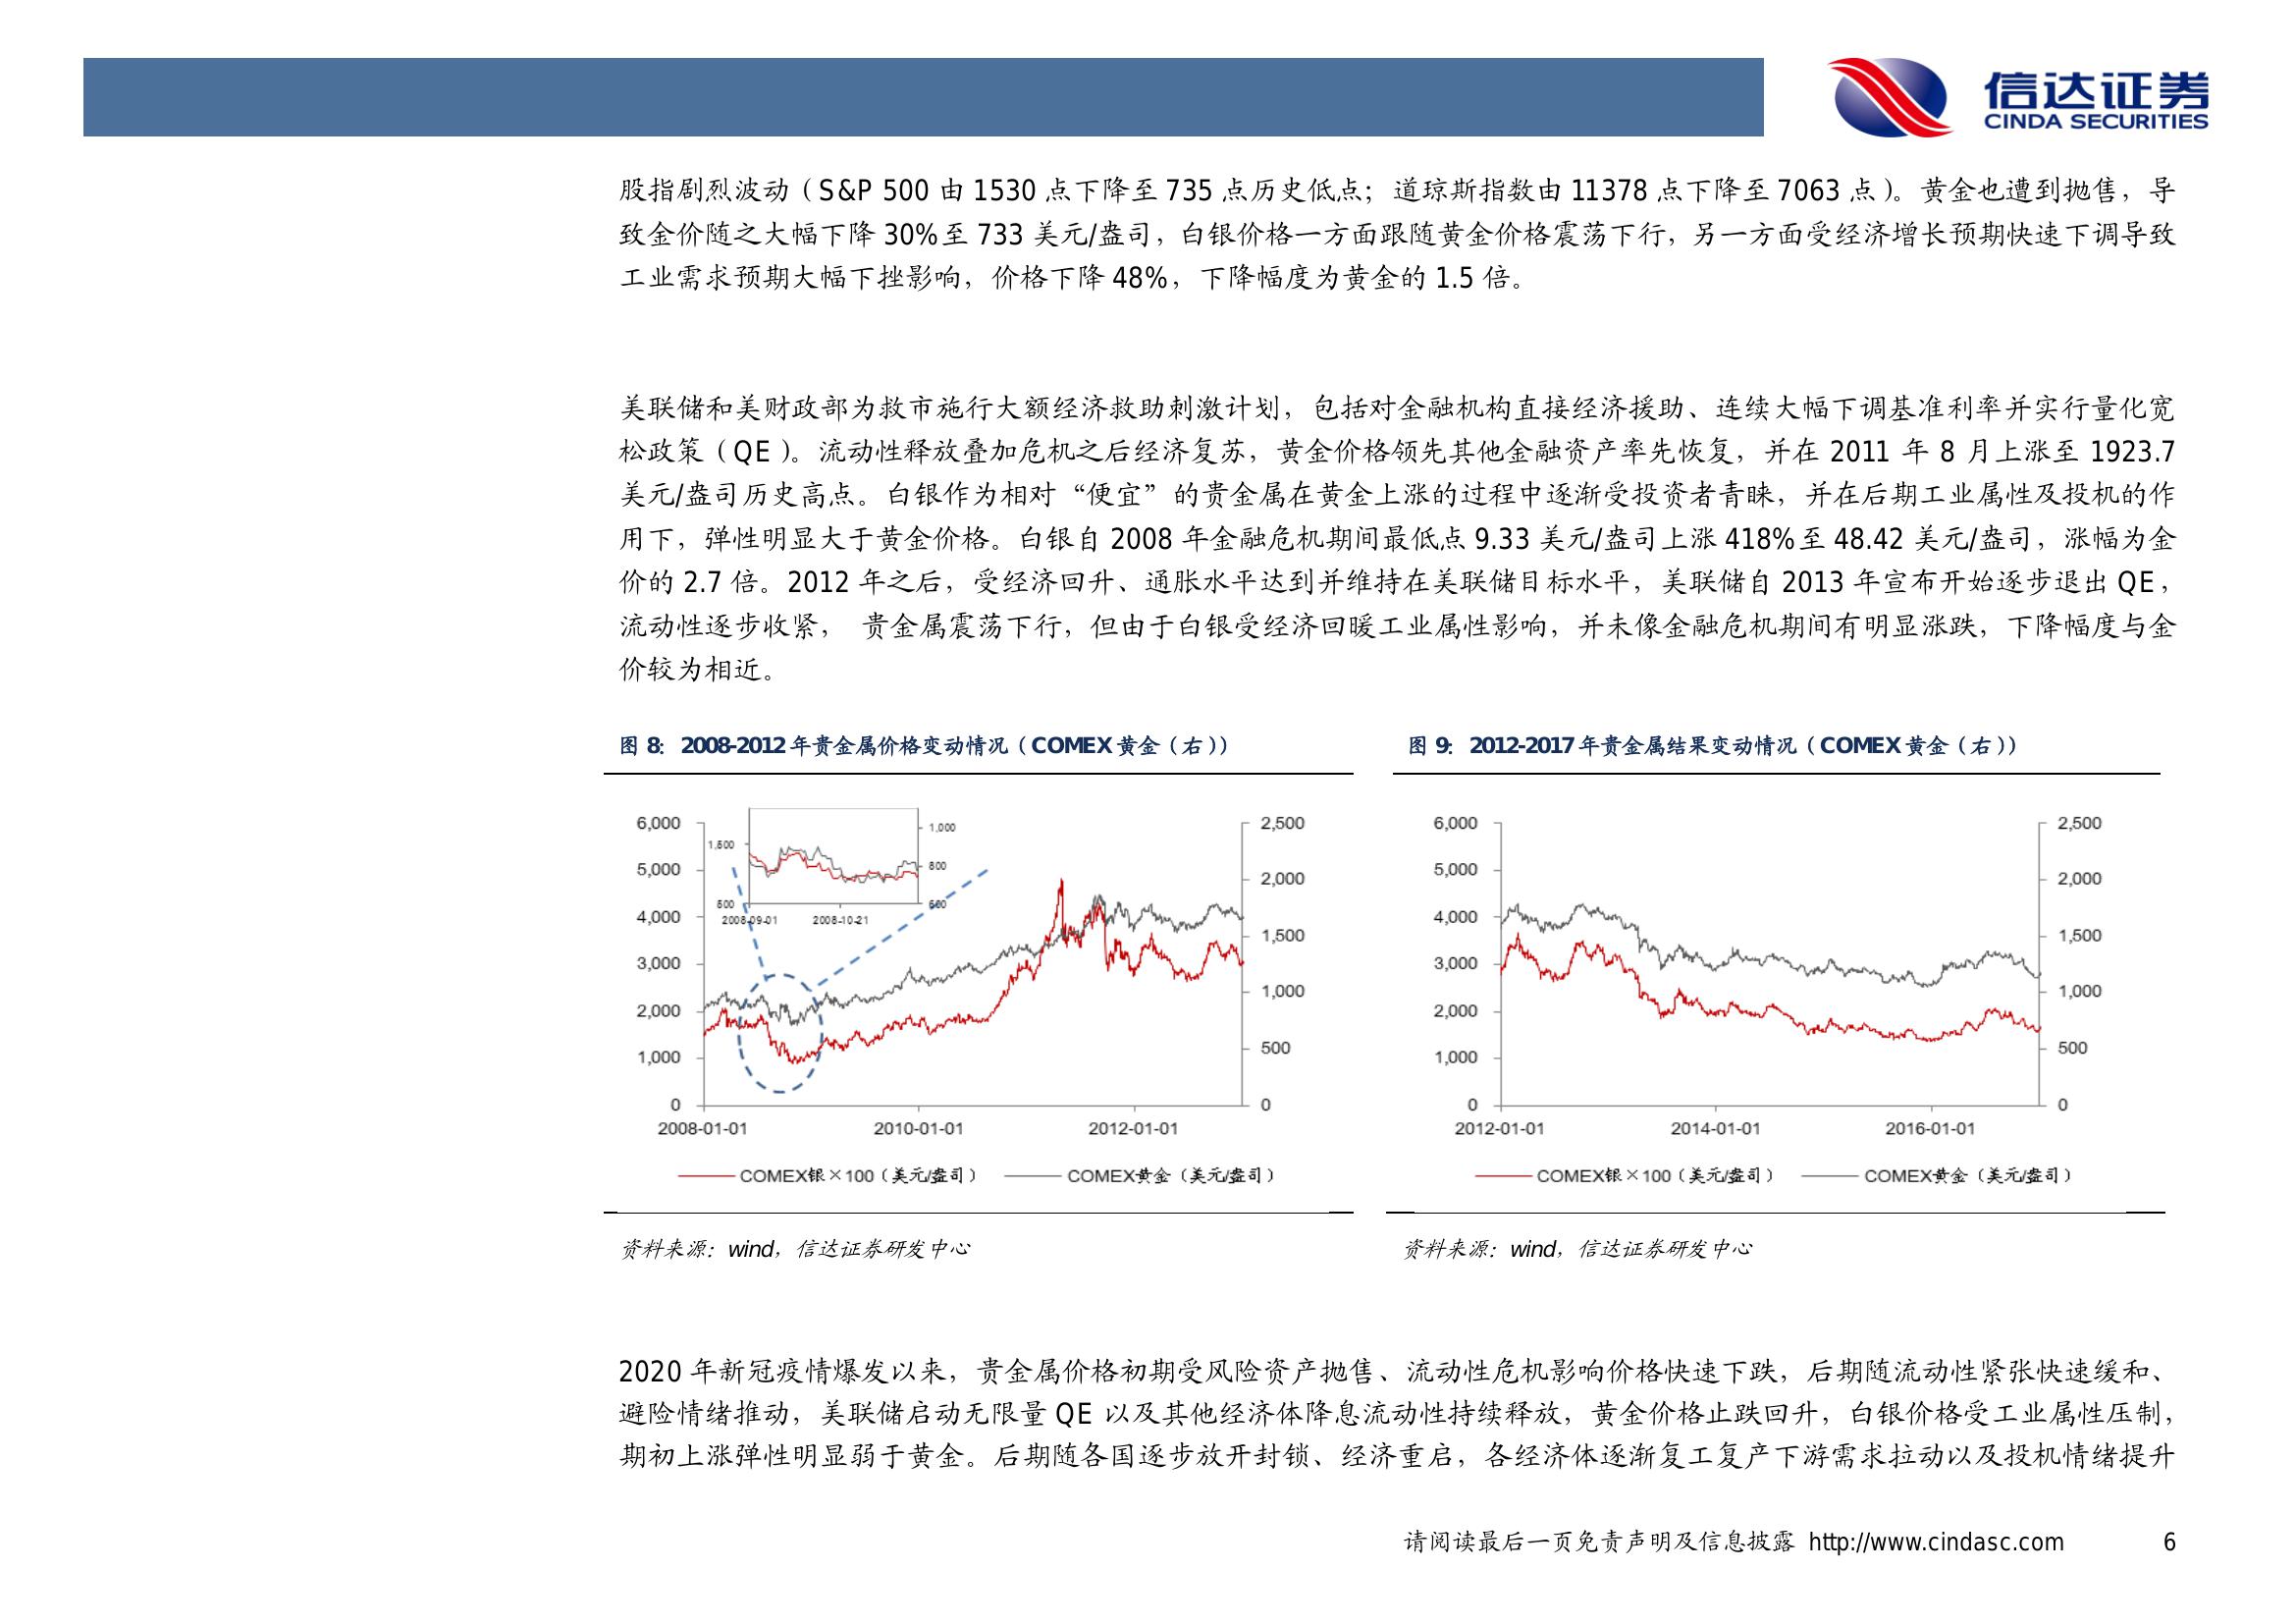 信达证券
CINDA SECURITIES
股指剧烈波动（S&P 500 由 1530 点下降至 735 点历史低点；道琼斯指数由 11378 点下降至 7063 点）。黄金也遭到抛售，导
致金价随之大幅下降 30%至 733 美元/盎司，白银价格一方面跟随黄金价格震荡下行，另一方面受经济增长预期快速下调导致
工业需求预期大幅下挫影响，价格下降 48%，下降幅度为黄金的 1.5 倍。
美联储和美财政部为救市施行大额经济救助刺激计划，包括对金融机构直接经济援助、连续大幅下调基准利率并实行量化宽
松政策（QE）。流动性释放叠加危机之后经济复苏，黄金价格领先其他金融资产率先恢复，并在 2011 年 8 月上涨至 1923.7
美元/盎司历史高点。白银作为相对“便宜”的贵金属在黄金上涨的过程中逐渐受投资者青睐，并在后期工业属性及投机的作
用下，弹性明显大于黄金价格。白银自 2008 年金融危机期间最低点 9.33 美元/盎司上涨 418%至 48.42 美元/盎司，涨幅为金
价的 2.7 倍。2012 年之后，受经济回升、通胀水平达到并维持在美联储目标水平，美联储自 2013 年宣布开始逐步退出 QE，
流动性逐步收紧， 贵金属震荡下行，但由于白银受经济回暖工业属性影响，并未像金融危机期间有明显涨跌，下降幅度与金
价较为相近。
图 8：2008-2012 年贵金属价格变动情况（COMEX 黄金（右））
6,000
5,000
4,000
3,000
2,000
1,000
0
2,500
2,000
1,500
1,000
500
0
1,500
500
1,000
800
600
2008-09-01 2008-10-21
2008-01-01 2010-01-01 2012-01-01
COMEX银×100（美元/盎司） COMEX黄金（美元/盎司）
资料来源：wind，信达证券研发中心
图 9：2012-2017 年贵金属结果变动情况（COMEX 黄金（右））
6,000
5,000
4,000
3,000
2,000
1,000
0
2,500
2,000
1,500
1,000
500
0
2012-01-01 2014-01-01 2016-01-01
COMEX银×100（美元/盎司） COMEX黄金（美元/盎司）
资料来源：wind，信达证券研发中心
2020 年新冠疫情爆发以来，贵金属价格初期受风险资产抛售、流动性危机影响价格快速下跌，后期随流动性紧张快速缓和、
避险情绪推动，美联储启动无限量 QE 以及其他经济体降息流动性持续释放，黄金价格止跌回升，白银价格受工业属性压制，
期初上涨弹性明显弱于黄金。后期随各国逐步放开封锁、经济重启，各经济体逐渐复工复产下游需求拉动以及投机情绪提升
请阅读最后一页免责声明及信息披露 http://www.cindasc.com 6